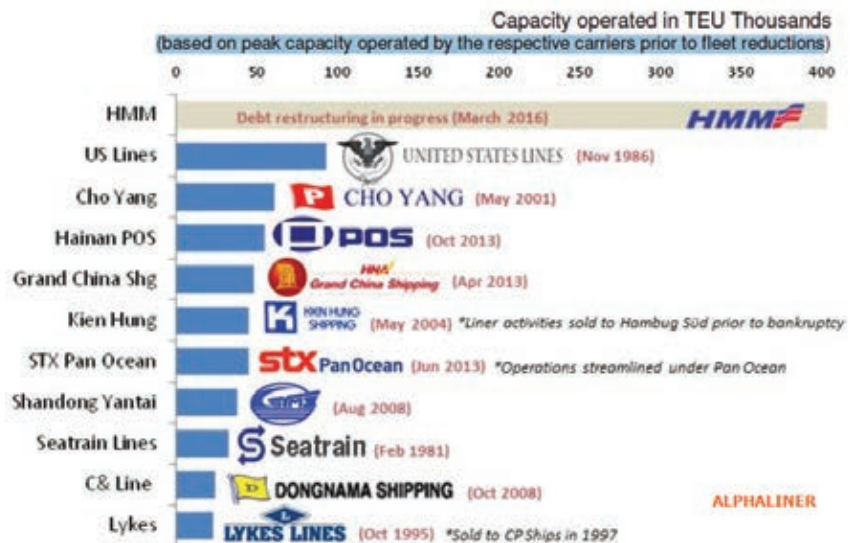 Capacity operated in TEU Thousands
(based on peak capacity operated by the respective carriers prior to fleet reductions)
0 50 100 150 200 250 300 350 400
HMM Debt restructuring in progress (March 2016) HMM
US Lines UNITED STATES LINES (Nov 1986)
Cho Yang P CHO YANG (May 2001)
Hainan POS POS (Oct 2013)
Grand China Shg HNA Grand China Shipping (Apr 2013)
Kien Hung K KIEN HUNG SHIPPING (May 2004) *Liner activities sold to Hambug Süd prior to bankruptcy
STX Pan Ocean stx PanOcean (Jun 2013) *Operations streamlined under Pan Ocean
Shandong Yantai (Aug 2008)
Seatrain Lines S Seatrain (Feb 1981)
C& Line D DONGNAMA SHIPPING (Oct 2008)
ALPHALINER
Lykes L LYKES LINES (Oct 1995) *Sold to CP Ships in 1997